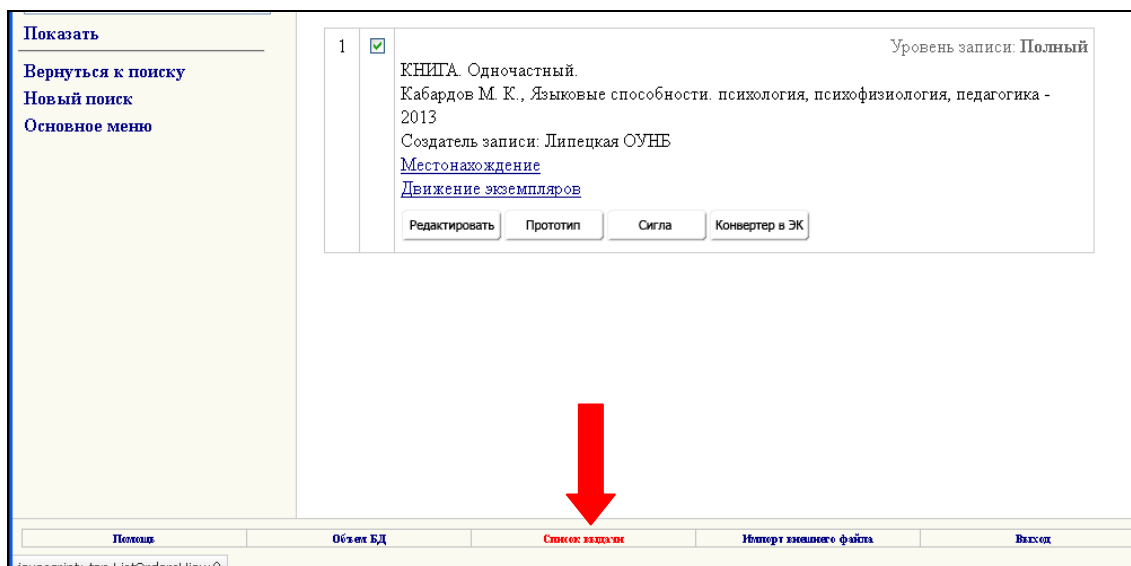 Показать
Вернуться к поиску
Новый поиск
Основное меню
1
Уровень записи: Полный
КНИГА. Одночастный.
Кабардов М. К., Языковые способности. психология, психофизиология, педагогика -
2013
Создатель записи: Липецкая ОУНБ
Местонахождение
Движение экземпляров
Редактировать Прототип Сигла Конвертер в ЭК
Помощь Объем БД Список выдачи Импорт внешнего файла Выход